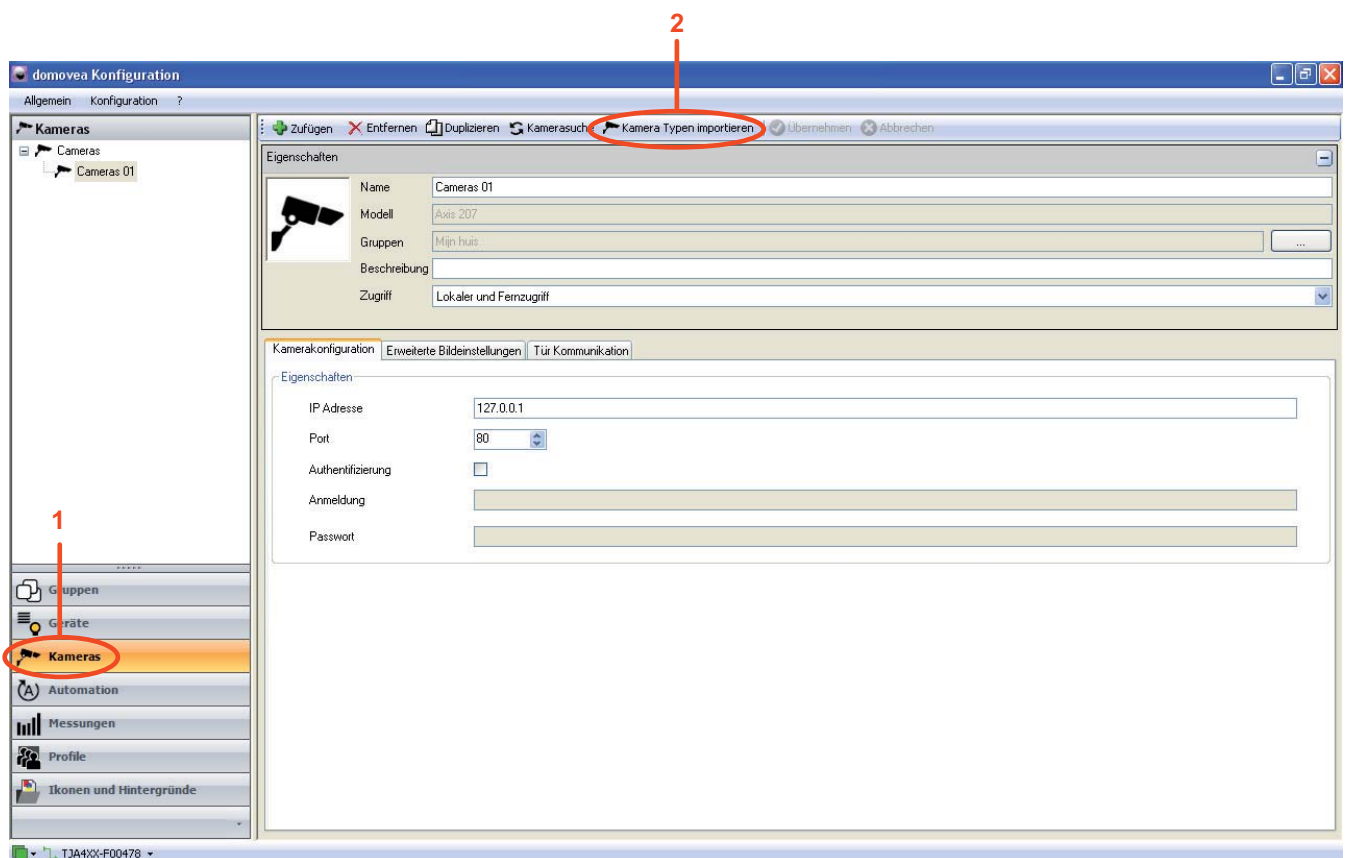 2
domovea Konfiguration
Allgemein Konfiguration ?
Kameras
Zufügen Entfernen Duplizieren Kamerasuche Kamera Typen importieren Übernehmen Abbrechen
Cameras
Cameras 01
Eigenschaften
Name Cameras 01
Modell Axis 207
Gruppen Mijn huis ...
Beschreibung
Zugriff Lokaler und Fernzugriff
Kamerakonfiguration Erweiterte Bildeinstellungen Tür Kommunikation
Eigenschaften
IP Adresse 127.0.0.1
Port 80
Authentifizierung
Anmeldung
Passwort
1
Gruppen
Geräte
Kameras
Automation
Messungen
Profile
Ikonen und Hintergründe
TJA4XX-F00478